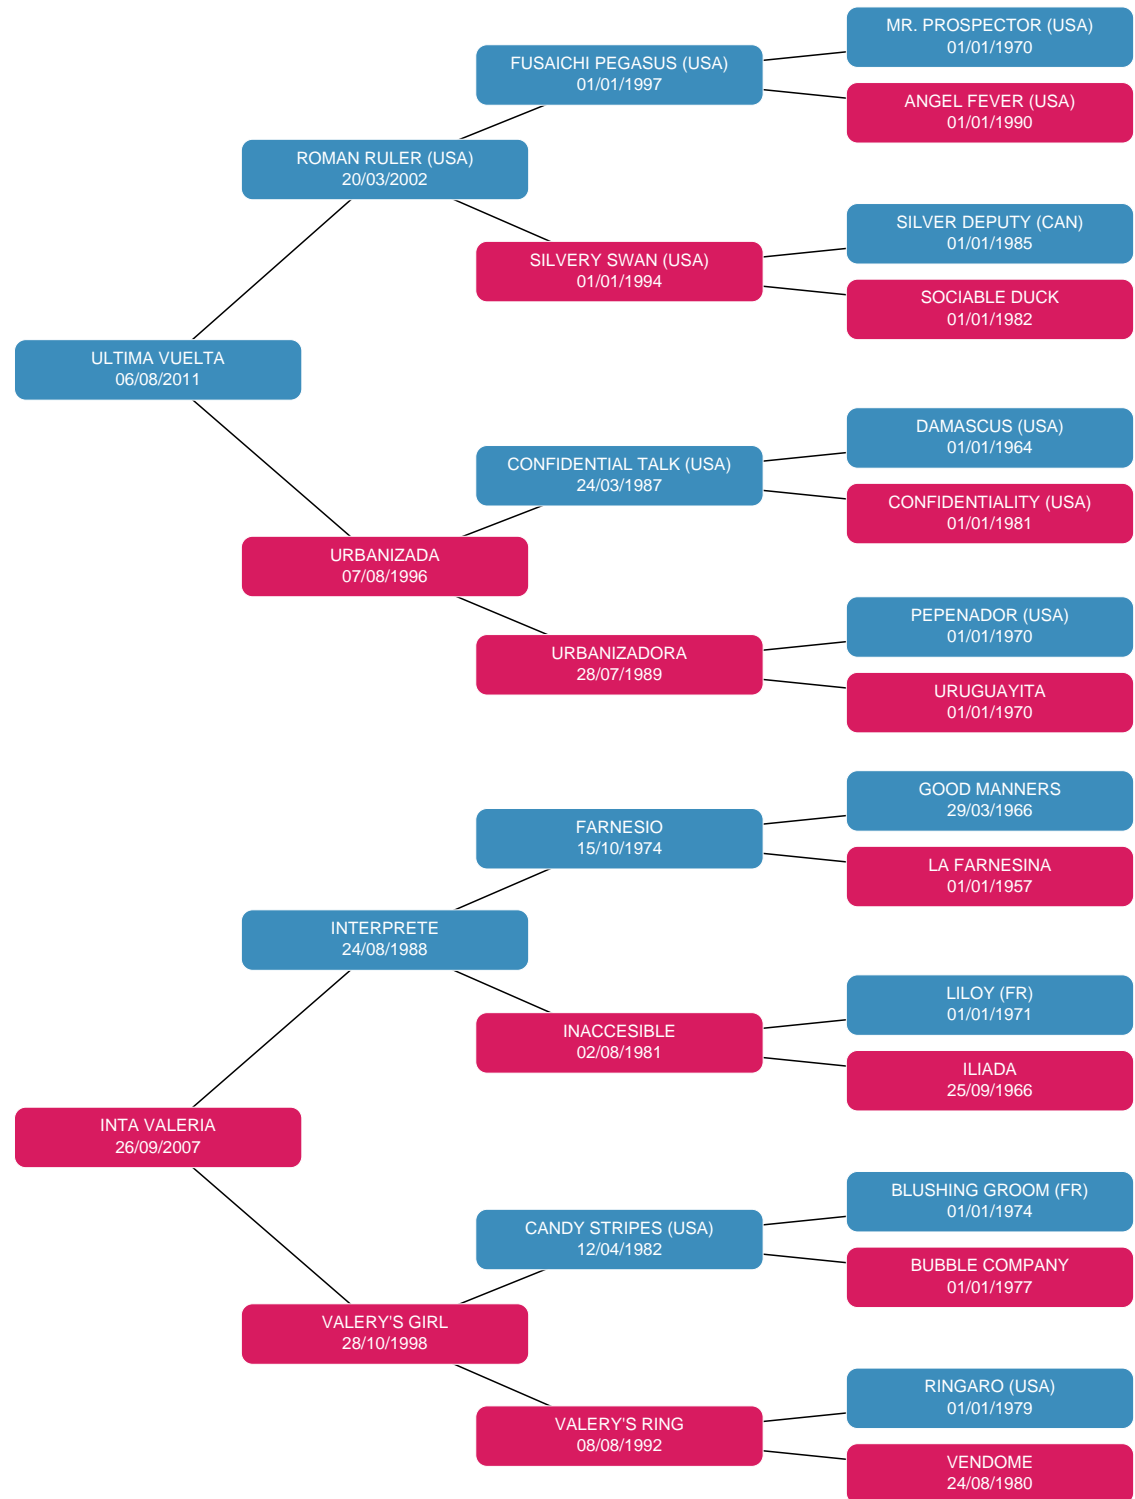 MR. PROSPECTOR (USA)
01/01/1970
FUSAICHI PEGASUS (USA)
01/01/1997
ANGEL FEVER (USA)
01/01/1990
ROMAN RULER (USA)
20/03/2002
SILVER DEPUTY (CAN)
01/01/1985
SILVERY SWAN (USA)
01/01/1994
SOCIABLE DUCK
01/01/1982
ULTIMA VUELTA
06/08/2011
DAMASCUS (USA)
01/01/1964
CONFIDENTIAL TALK (USA)
24/03/1987
CONFIDENTIALITY (USA)
01/01/1981
URBANIZADA
07/08/1996
PEPENADOR (USA)
01/01/1970
URBANIZADORA
28/07/1989
URUGUAYITA
01/01/1970
GOOD MANNERS
29/03/1966
FARNESIO
15/10/1974
LA FARNESINA
01/01/1957
INTERPRETE
24/08/1988
LILOY (FR)
01/01/1971
INACCESIBLE
02/08/1981
ILIADA
25/09/1966
INTA VALERIA
26/09/2007
BLUSHING GROOM (FR)
01/01/1974
CANDY STRIPES (USA)
12/04/1982
BUBBLE COMPANY
01/01/1977
VALERY'S GIRL
28/10/1998
RINGARO (USA)
01/01/1979
VALERY'S RING
08/08/1992
VENDOME
24/08/1980